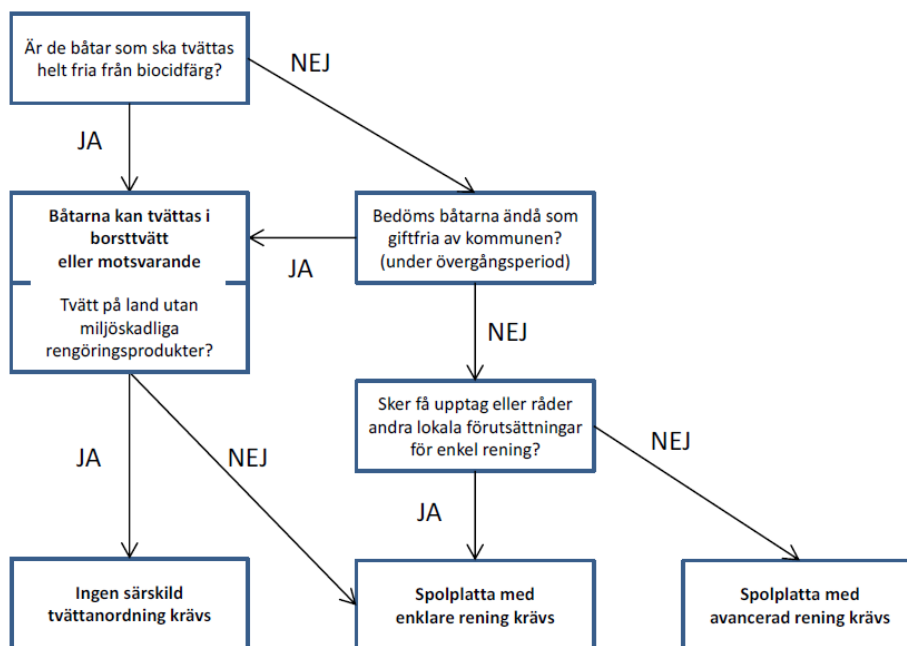 Är de båtar som ska tvättas
helt fria från biocidfärg?
NEJ
JA
Båtarna kan tvättas i
borsttvätt
eller motsvarande
Bedöms båtarna ändå som
giftfria av kommunen?
(under övergångsperiod)
JA
Tvätt på land utan
miljöskadliga
rengöringsprodukter?
NEJ
Sker få upptag eller råder
andra lokala förutsättningar
för enkel rening?
JA
NEJ
NEJ
JA
Ingen särskild
tvättanordning krävs
Spolplatta med
enklare rening krävs
Spolplatta med
avancerad rening krävs